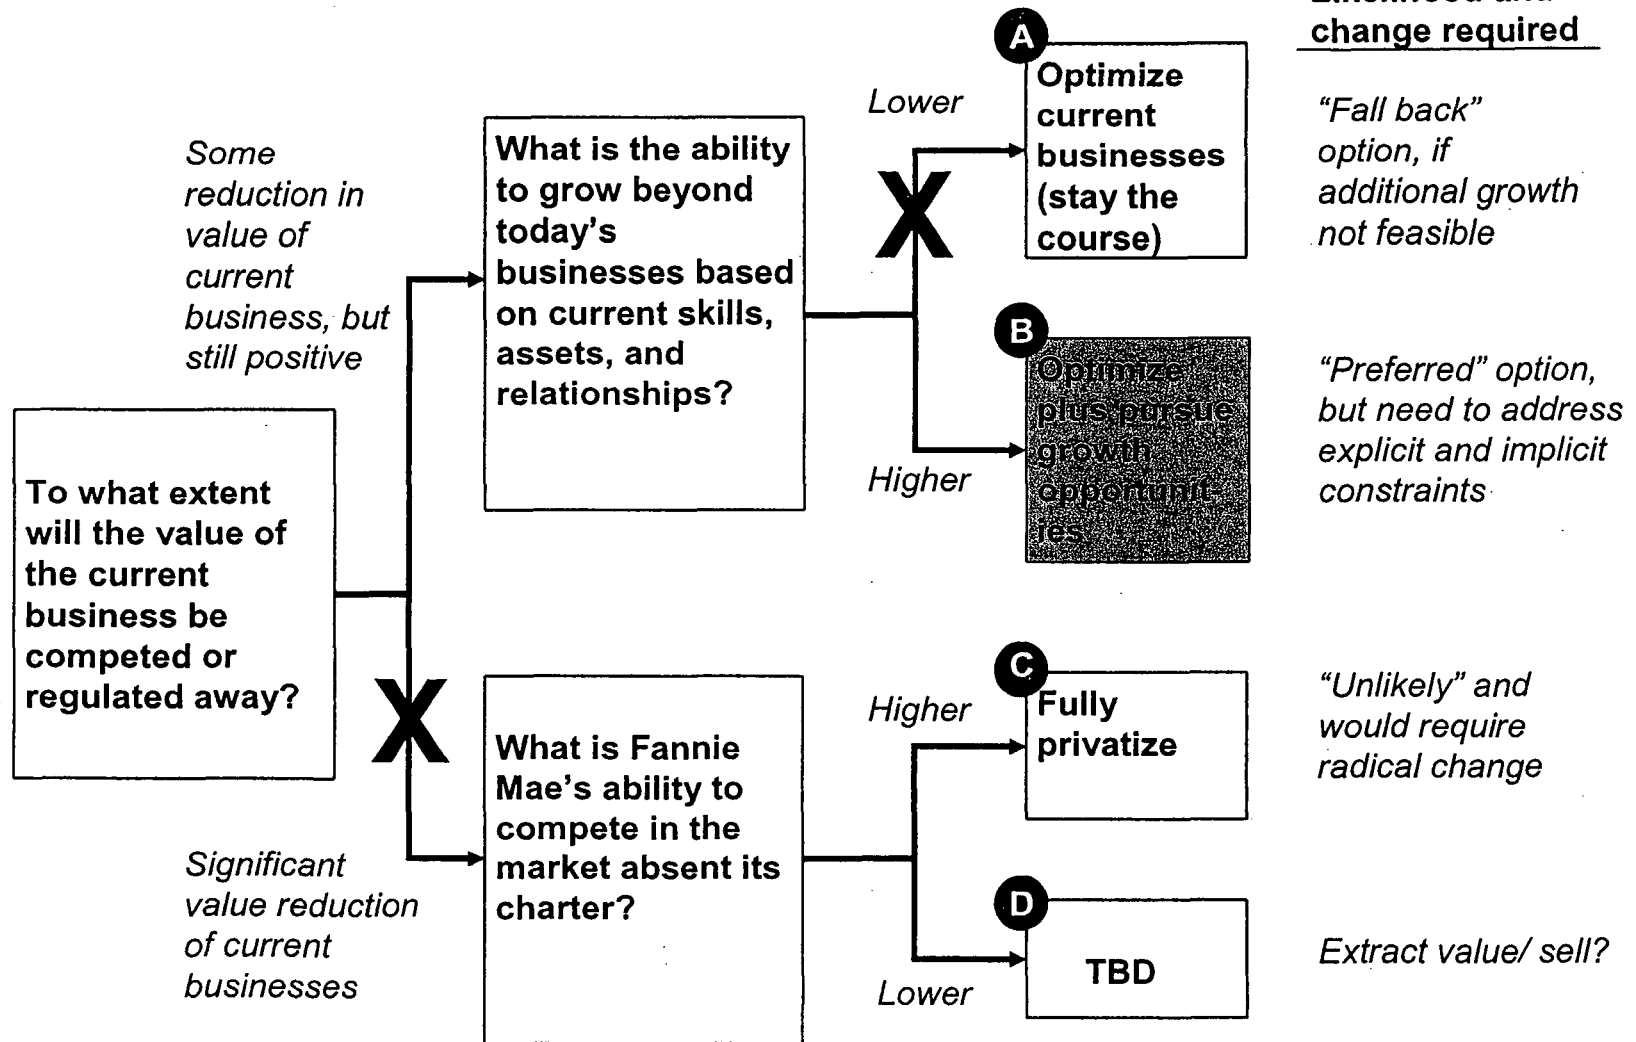 change required
A
Optimize
current
businesses
(stay the
course)
Lower
"Fall back"
option, if
additional growth
not feasible
Some
reduction in
value of
current
business, but
still positive
What is the ability
to grow beyond
today's
businesses based
on current skills,
assets, and
relationships?
X
B
Optimize
plus pursue
growth
opportunit-
ies
Higher
"Preferred" option,
but need to address
explicit and implicit
constraints
To what extent
will the value of
the current
business be
competed or
regulated away?
X
Significant
value reduction
of current
businesses
What is Fannie
Mae's ability to
compete in the
market absent its
charter?
Higher
C
Fully
privatize
"Unlikely" and
would require
radical change
Lower
D
TBD
Extract value/ sell?